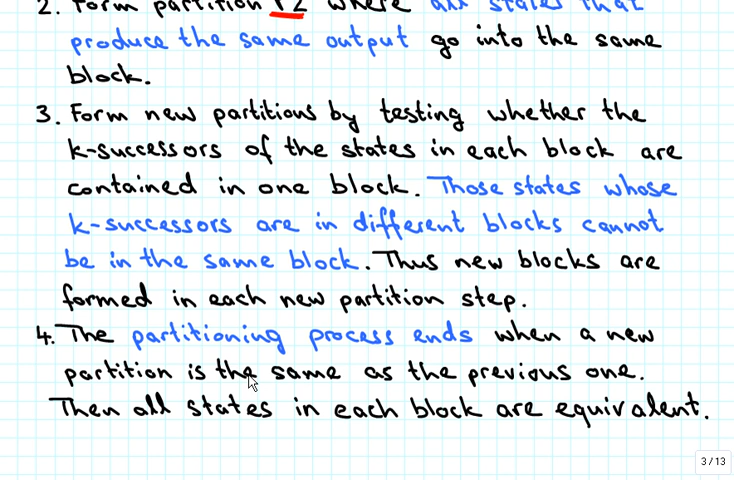 2. Form partition P2 where all states that
produce the same output go into the same
block.
3. Form new partitions by testing whether the
k-successors of the states in each block are
contained in one block. Those states whose
k-successors are in different blocks cannot
be in the same block. Thus new blocks are
formed in each new partition step.
4. The partitioning process ends when a new
partition is the same as the previous one.
Then all states in each block are equivalent.
3/13